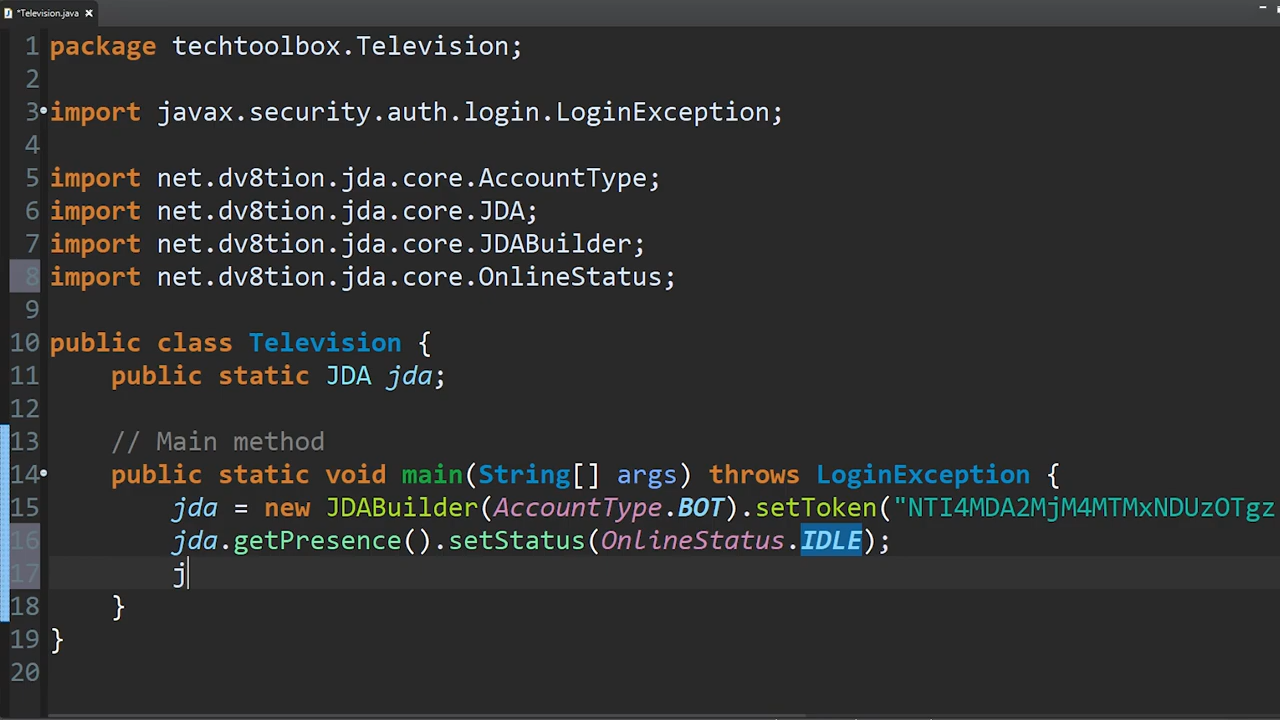 *Television.java
1 package techtoolbox.Television;
2
3 import javax.security.auth.login.LoginException;
4
5 import net.dv8tion.jda.core.AccountType;
6 import net.dv8tion.jda.core.JDA;
7 import net.dv8tion.jda.core.JDABuilder;
8 import net.dv8tion.jda.core.OnlineStatus;
9
10 public class Television {
11     public static JDA jda;
12
13     // Main method
14     public static void main(String[] args) throws LoginException {
15         jda = new JDABuilder(AccountType.BOT).setToken("NTI4MDA2MjM4MTMxNDUzOTgz
16         jda.getPresence().setStatus(OnlineStatus.IDLE);
17         j
18     }
19 }
20